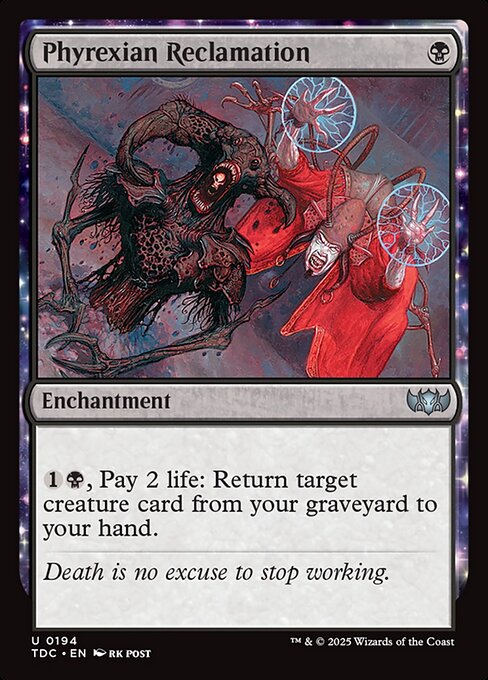 Phyrexian Reclamation
Enchantment
1, Pay 2 life: Return target
creature card from your graveyard to
your hand.
Death is no excuse to stop working.
U 0194
TDC • EN RK POST
™ & © 2025 Wizards of the Coast